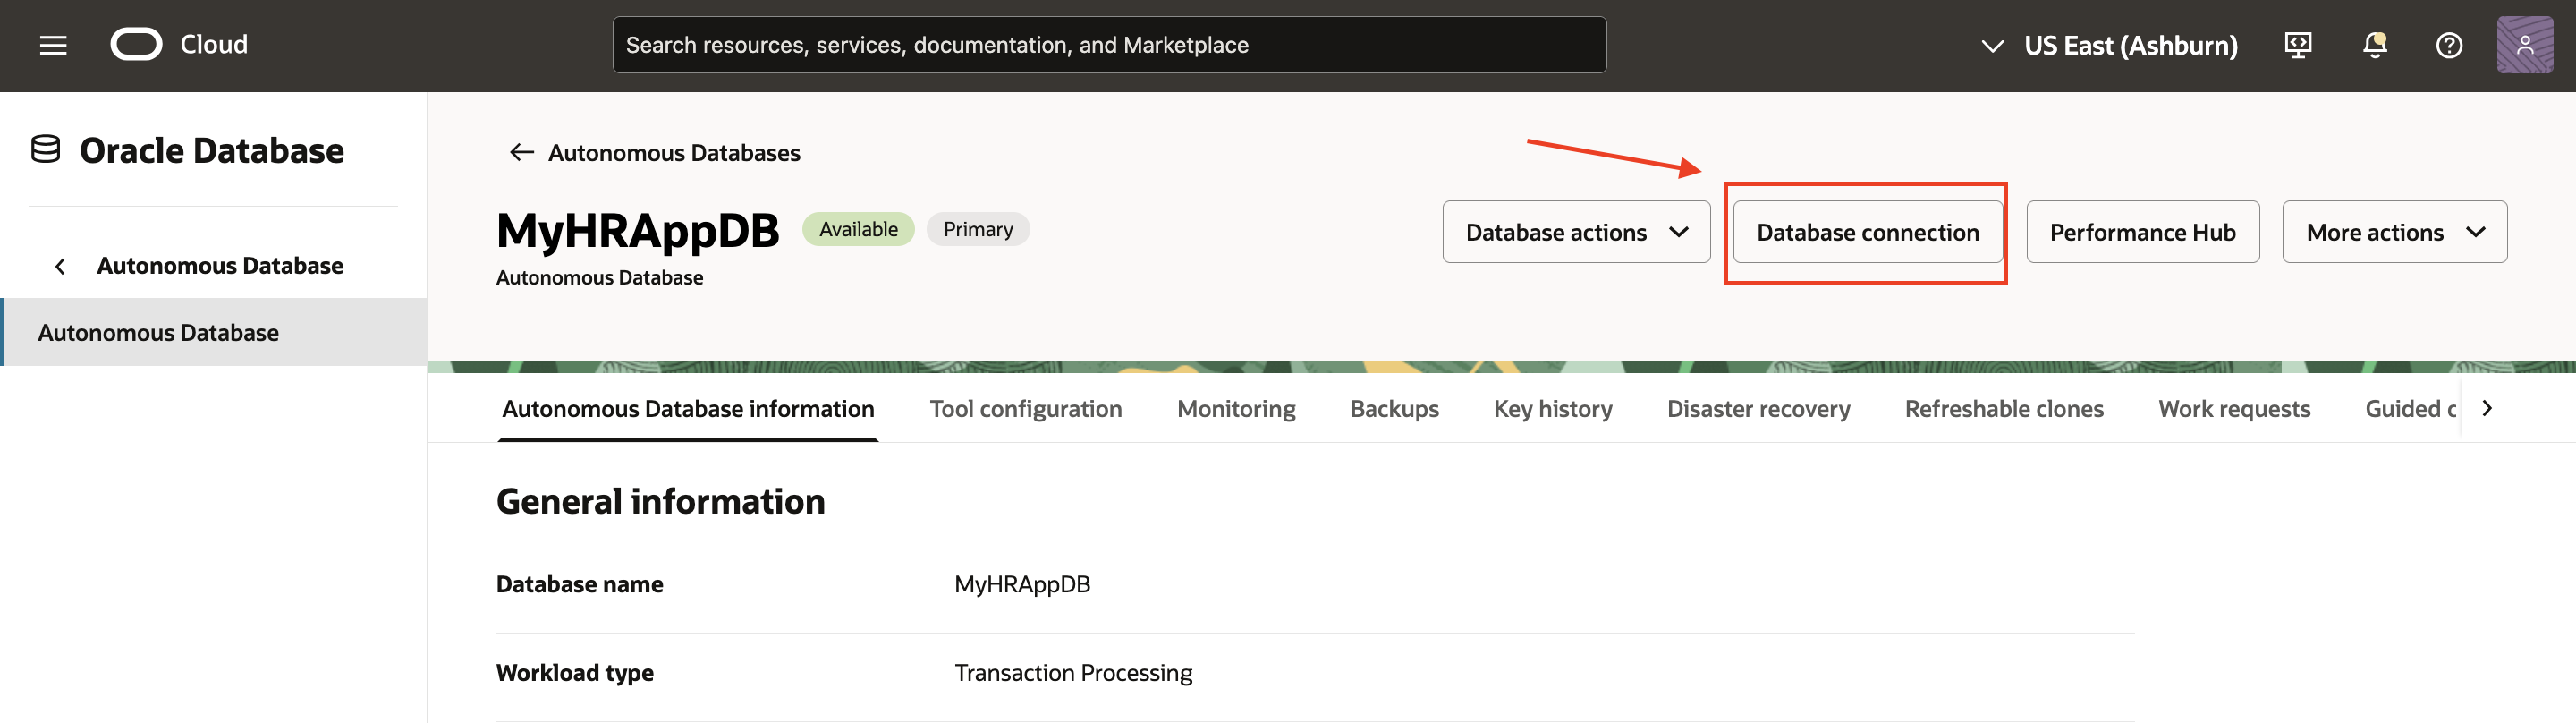 Cloud
Search resources, services, documentation, and Marketplace
US East (Ashburn)
Oracle Database
Autonomous Database
Autonomous Database
Autonomous Databases
MyHRAppDB
Available
Primary
Autonomous Database
Database actions
Database connection
Performance Hub
More actions
Autonomous Database information
Tool configuration
Monitoring
Backups
Key history
Disaster recovery
Refreshable clones
Work requests
Guided c
General information
Database name
MyHRAppDB
Workload type
Transaction Processing